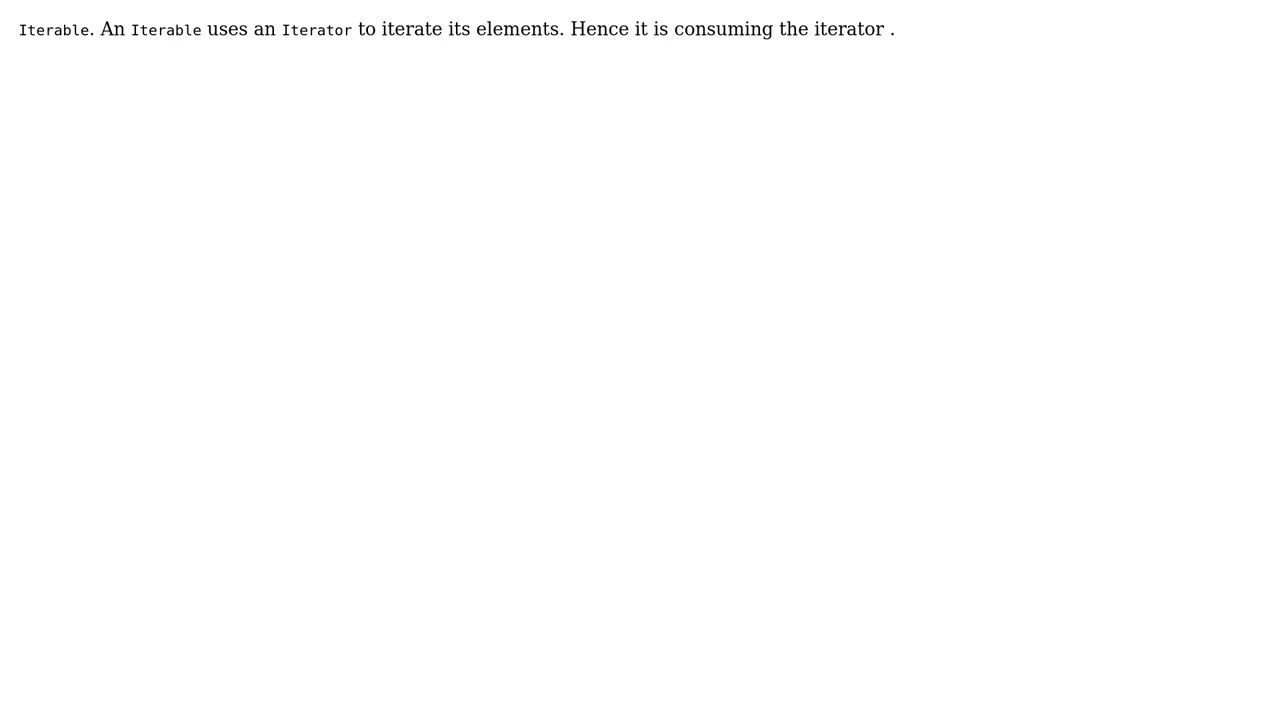 Iterable. An Iterable uses an Iterator to iterate its elements. Hence it is consuming the iterator .